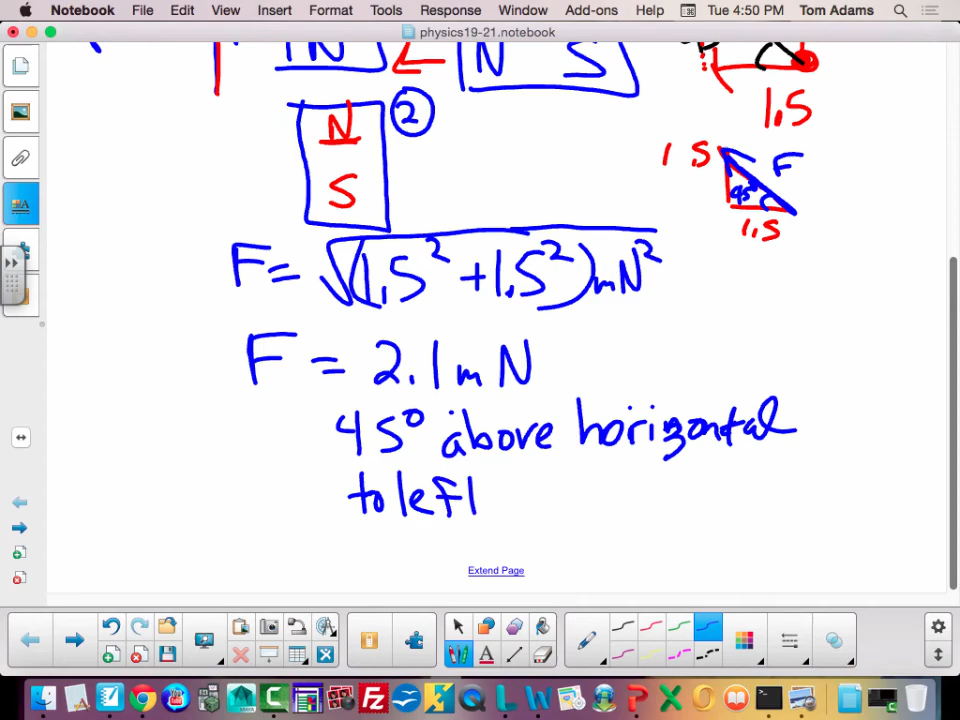 Notebook File Edit View Insert Format Tools Response Window Add-ons Help Tue 4:50 PM Tom Adams
physics19-21.notebook
N N S
1.5
N 2
S
1 5 F
45°
1.5
F = √(1.5² + 1.5²) mN²
F = 2.1 mN
45° above horizontal
to left
Extend Page